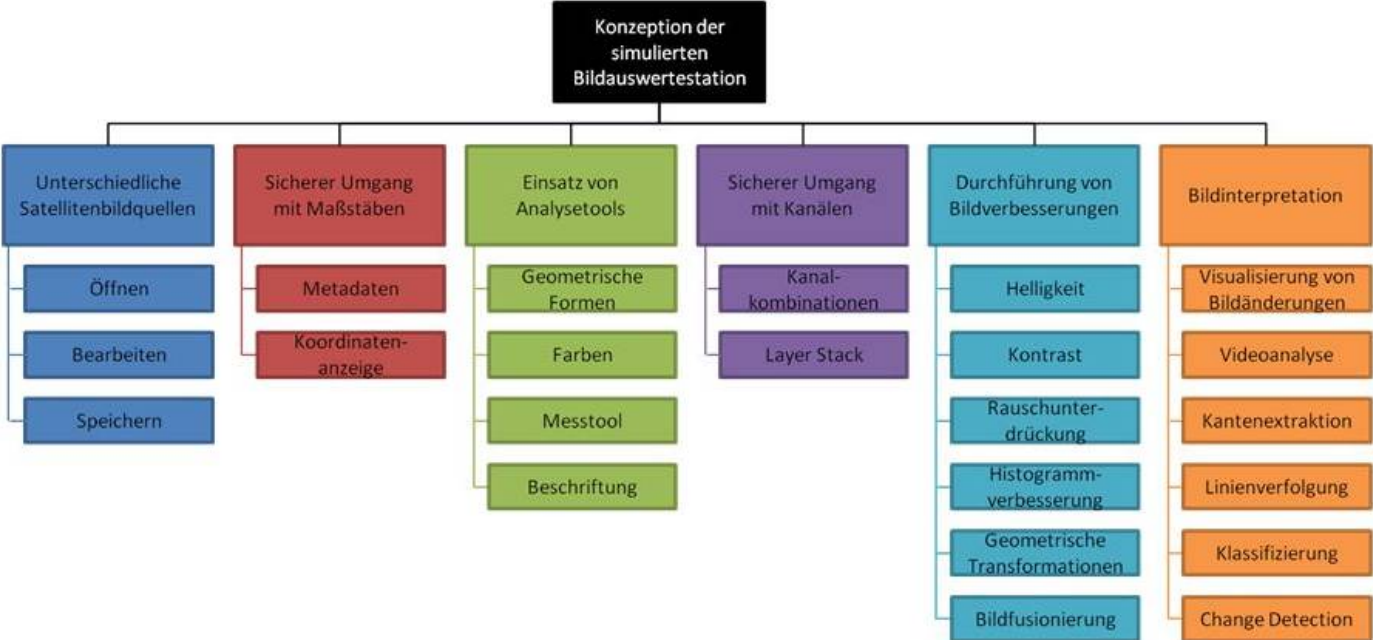 Konzeption der
simulierten
Bildauswertestation
Unterschiedliche
Satellitenbildquellen
Öffnen
Bearbeiten
Speichern
Sicherer Umgang
mit Maßstäben
Metadaten
Koordinaten-
anzeige
Einsatz von
Analysetools
Geometrische
Formen
Farben
Messtool
Beschriftung
Sicherer Umgang
mit Kanälen
Kanal-
kombinationen
Layer Stack
Durchführung von
Bildverbesserungen
Helligkeit
Kontrast
Rauschunter-
drückung
Histogramm-
verbesserung
Geometrische
Transformationen
Bildfusionierung
Bildinterpretation
Visualisierung von
Bildänderungen
Videoanalyse
Kantenextraktion
Linienverfolgung
Klassifizierung
Change Detection